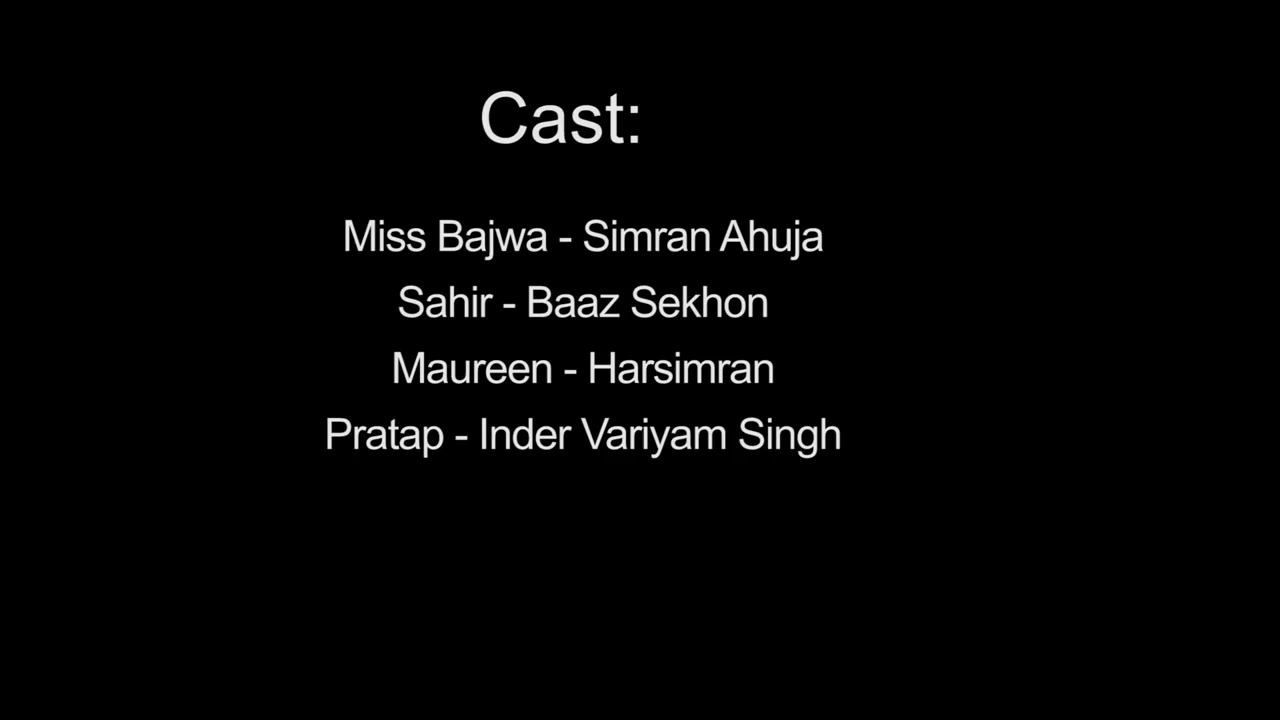 Cast:
Miss Bajwa - Simran Ahuja
Sahir - Baaz Sekhon
Maureen - Harsimran
Pratap - Inder Variyam Singh